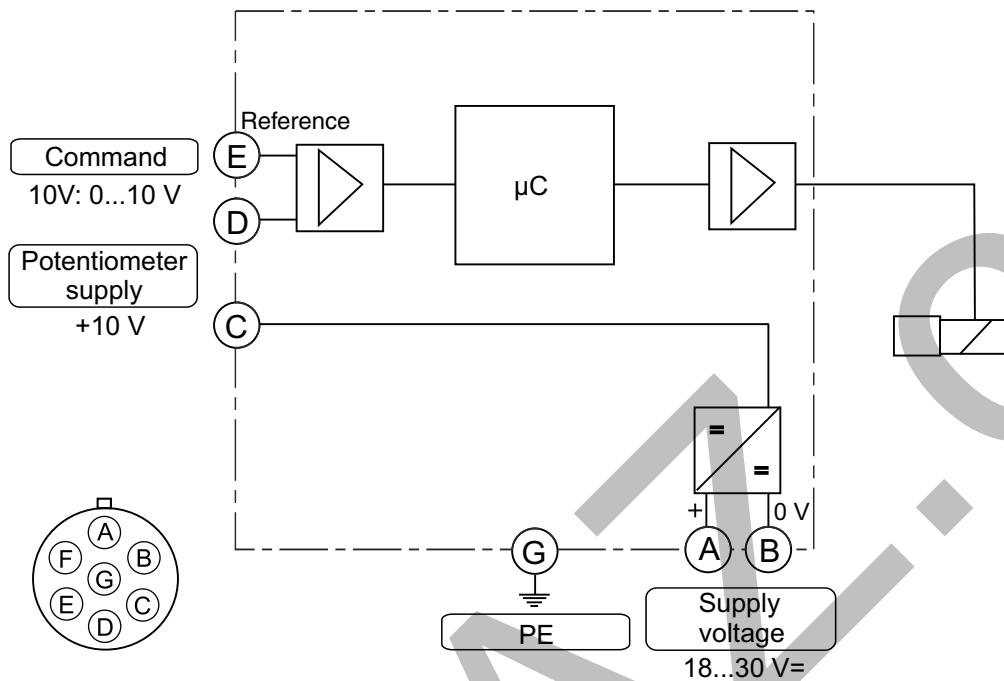 Reference
E
Command
10V: 0...10 V
D
µC
Potentiometer
supply
+10 V
C
=
=
+
0 V
G
A
B
PE
Supply
voltage
18...30 V=
A
F
B
G
E
C
D